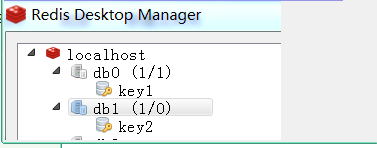 Redis Desktop Manager
localhost
db0 (1/1)
key1
db1 (1/0)
key2